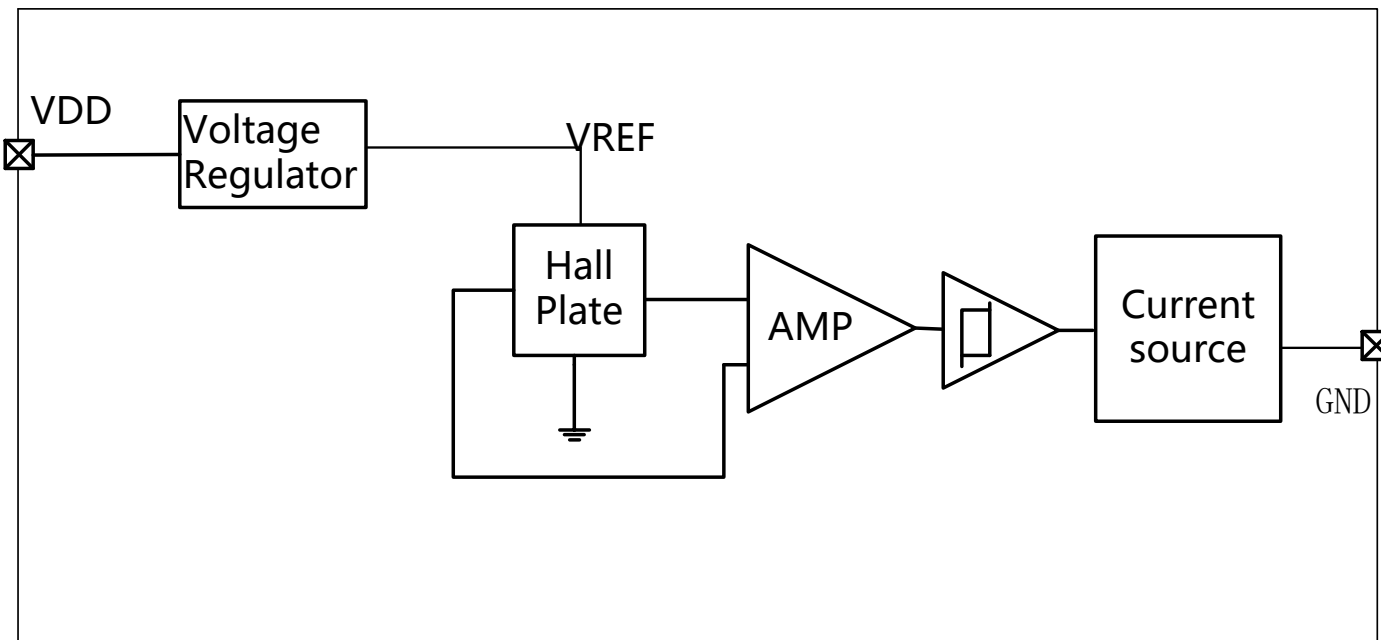 VDD
Voltage
Regulator
VREF
Hall
Plate
AMP
Current
source
GND